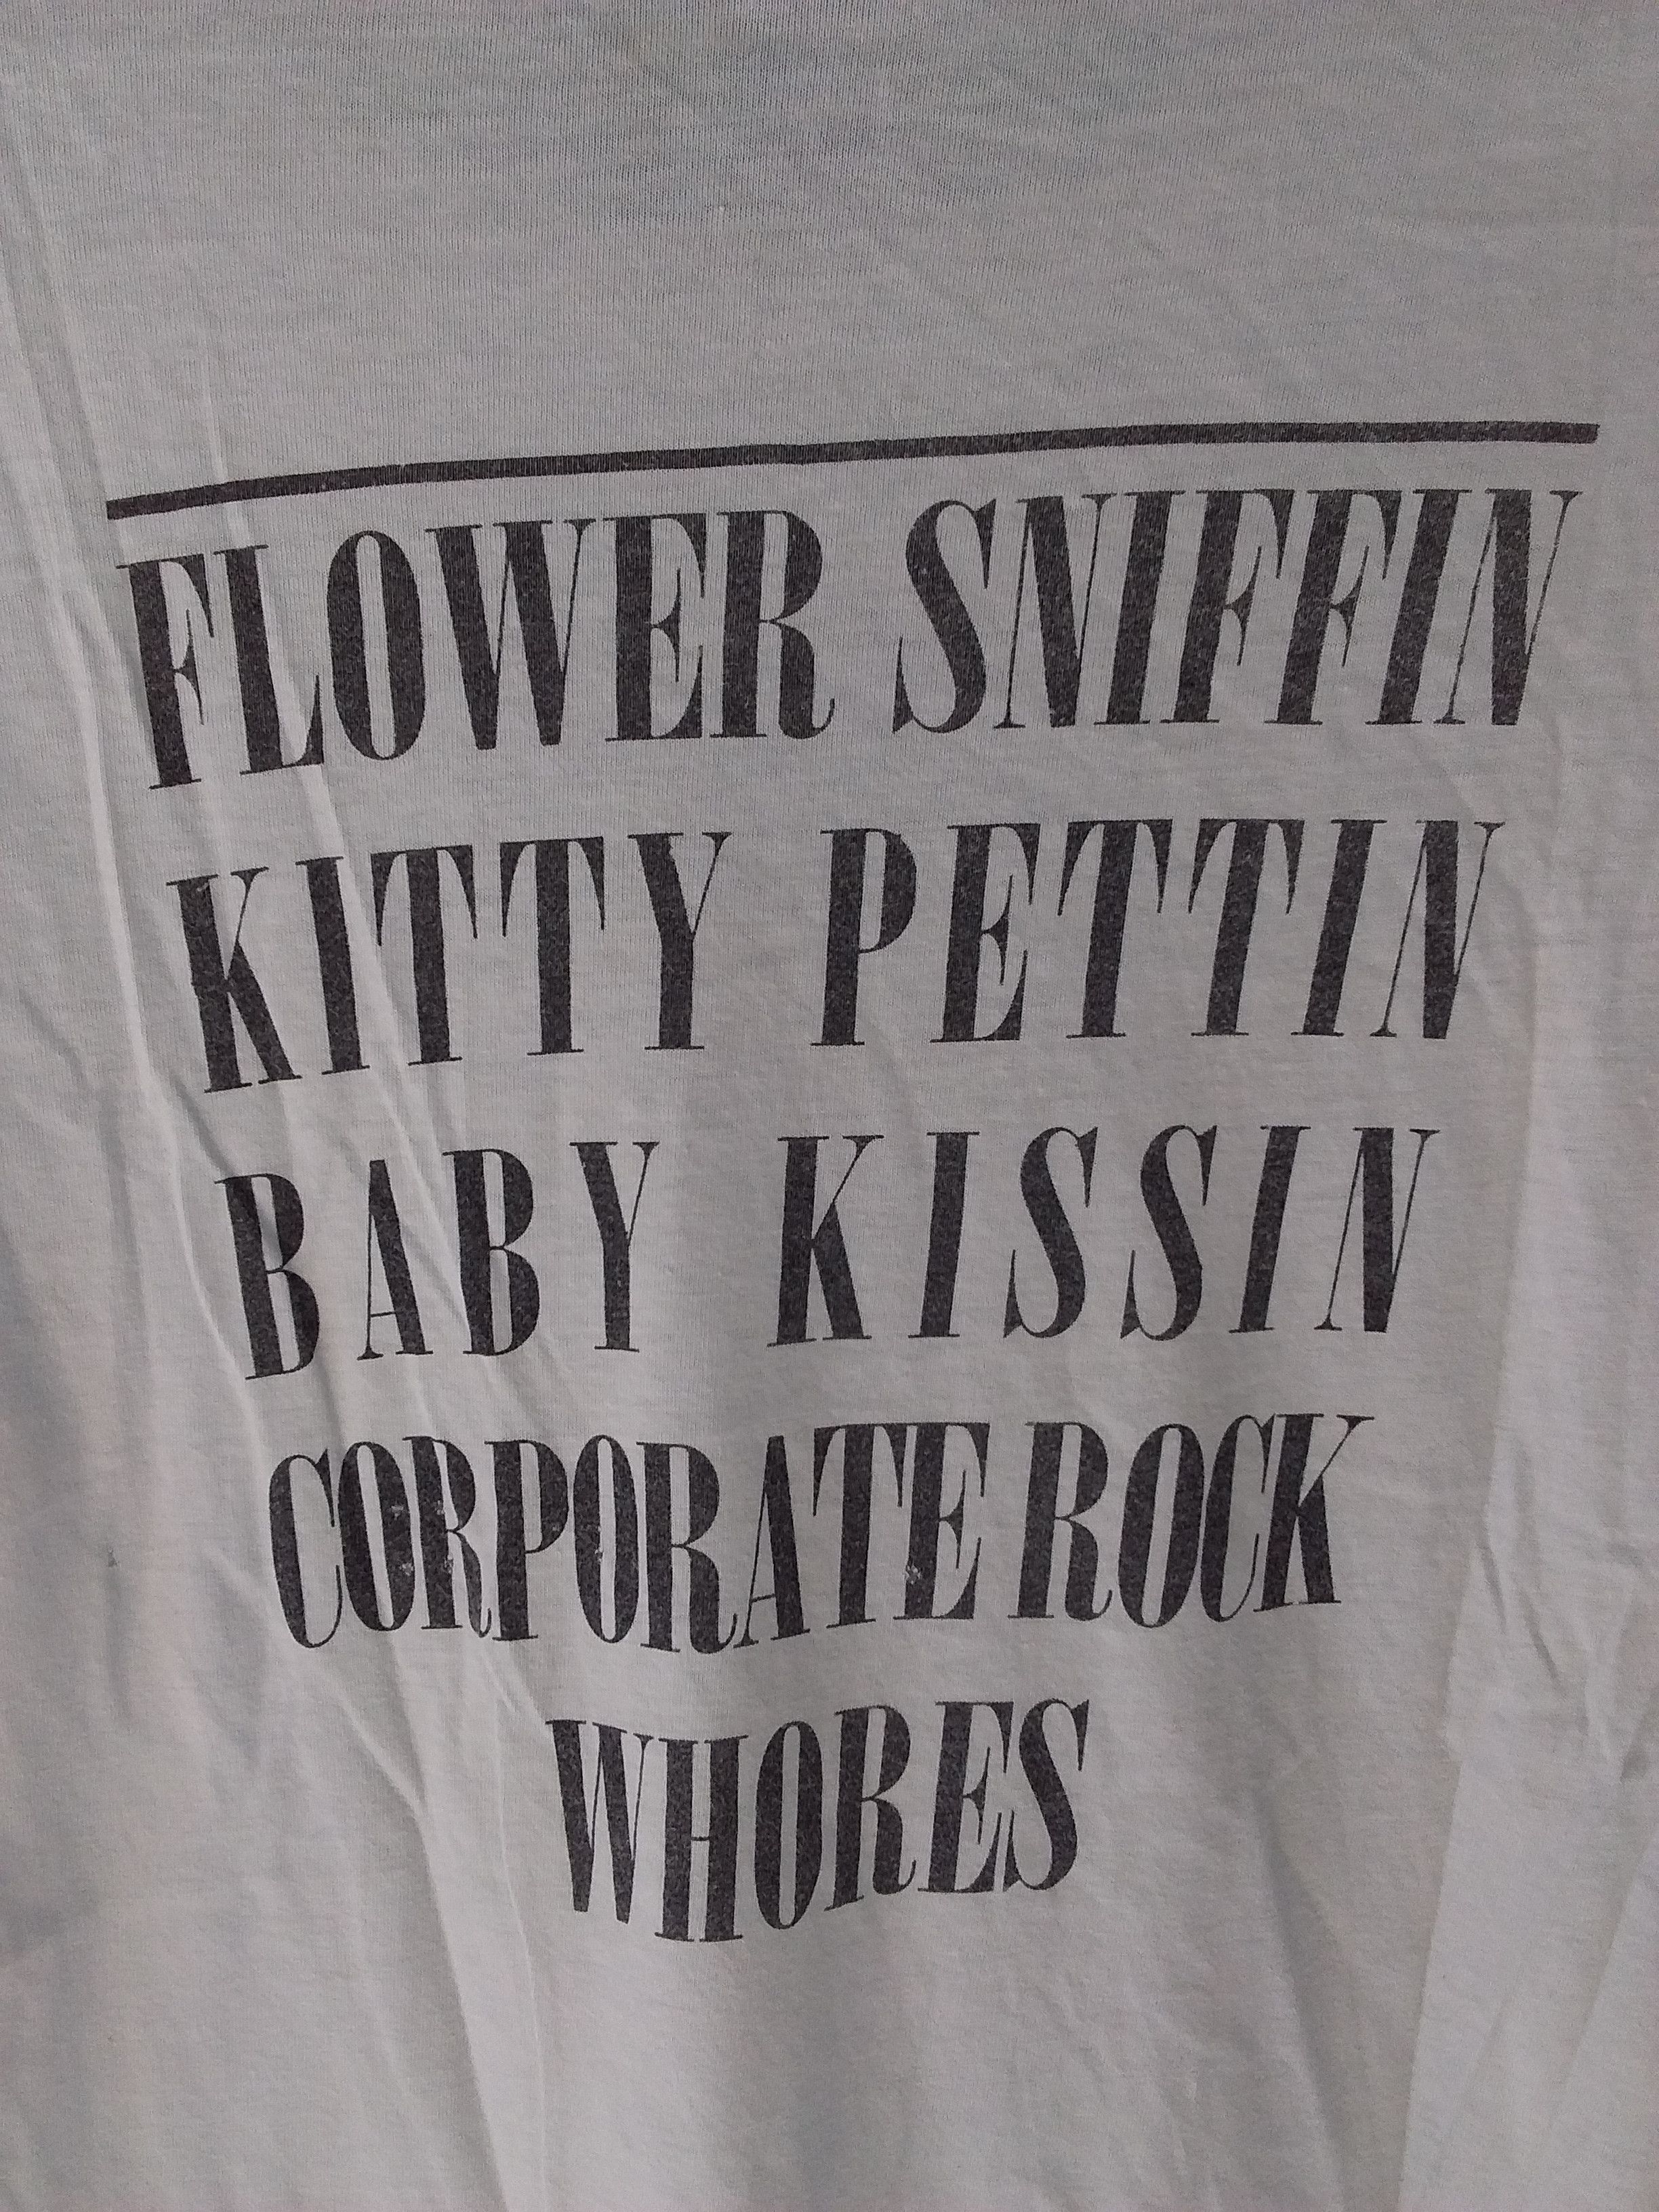 FLOWER SNIFFIN
KITTY PETTIN
BABY KISSIN
CORPORATE ROCK
WHORES